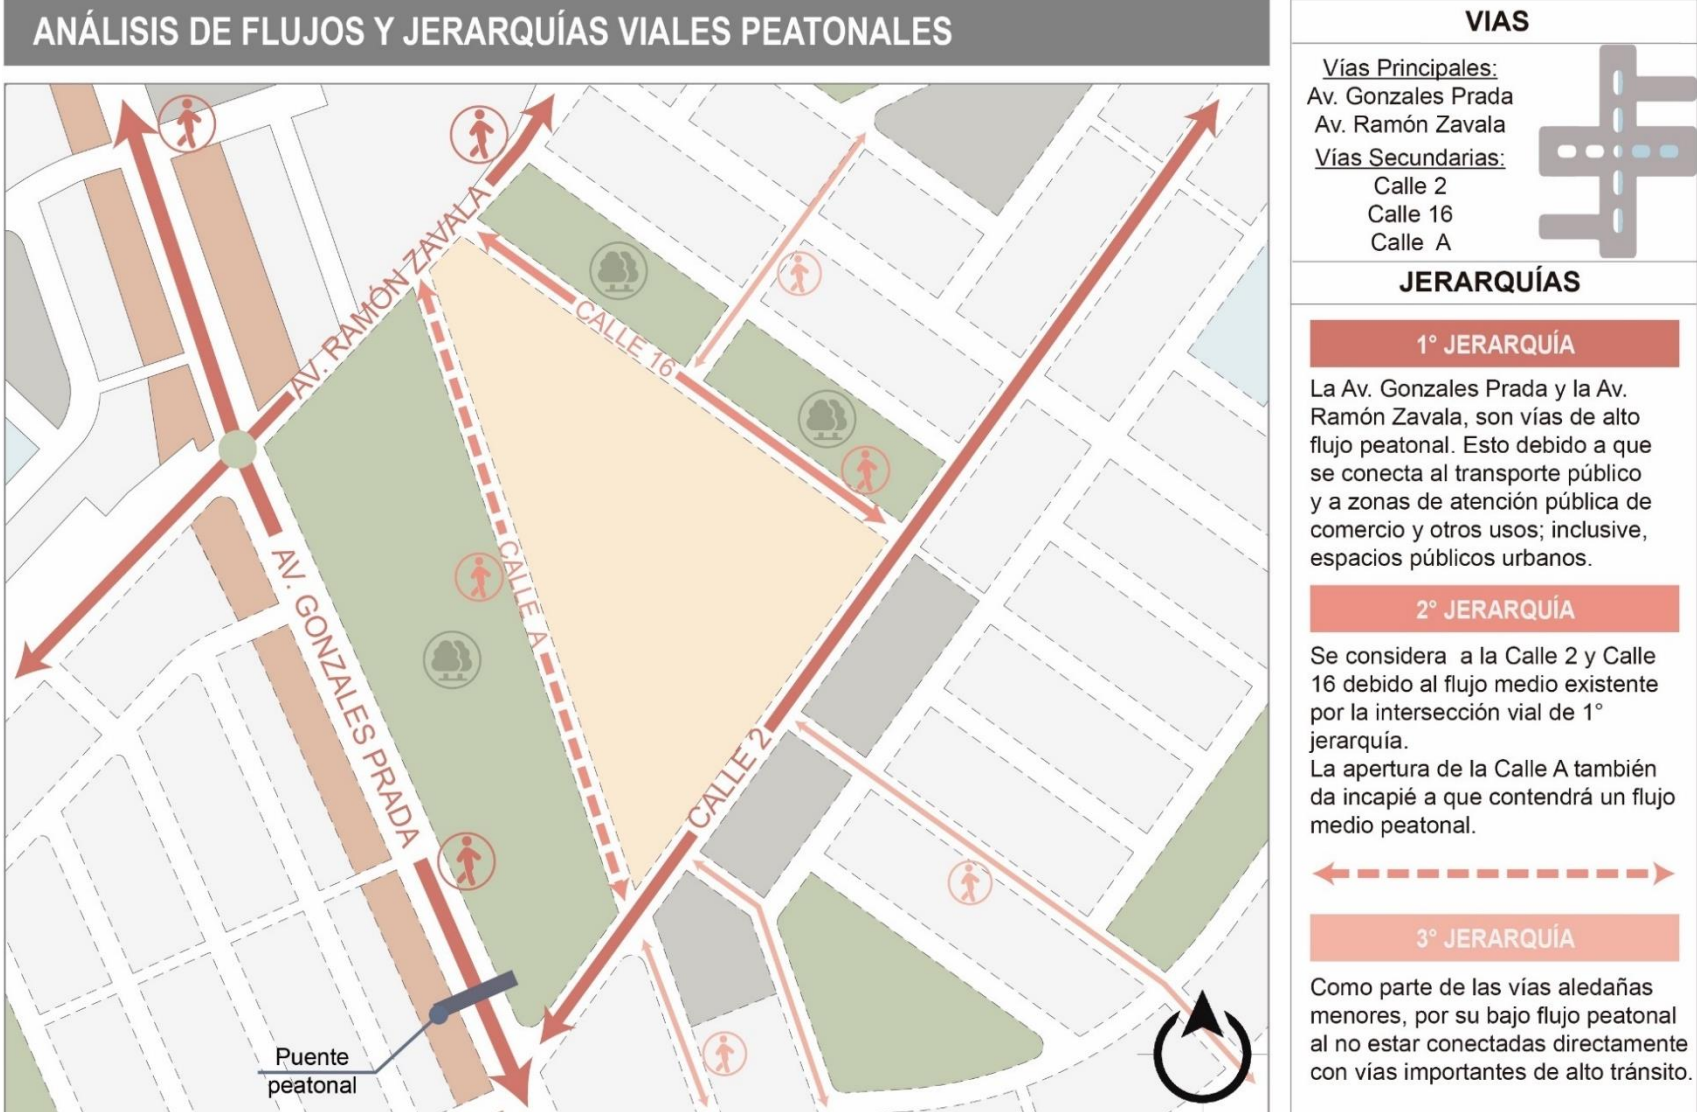 ANÁLISIS DE FLUJOS Y JERARQUÍAS VIALES PEATONALES
AV. RAMÓN ZAVALA
CALLE 16
CALLE A
AV. GONZALES PRADA
CALLE 2
Puente
peatonal
VIAS
Vías Principales:
Av. Gonzales Prada
Av. Ramón Zavala
Vías Secundarias:
Calle 2
Calle 16
Calle A
JERARQUÍAS
1° JERARQUÍA
La Av. Gonzales Prada y la Av.
Ramón Zavala, son vías de alto
flujo peatonal. Esto debido a que
se conecta al transporte público
y a zonas de atención pública de
comercio y otros usos; inclusive,
espacios públicos urbanos.
2° JERARQUÍA
Se considera a la Calle 2 y Calle
16 debido al flujo medio existente
por la intersección vial de 1°
jerarquía.
La apertura de la Calle A también
da incapié a que contendrá un flujo
medio peatonal.
3° JERARQUÍA
Como parte de las vías aledañas
menores, por su bajo flujo peatonal
al no estar conectadas directamente
con vías importantes de alto tránsito.